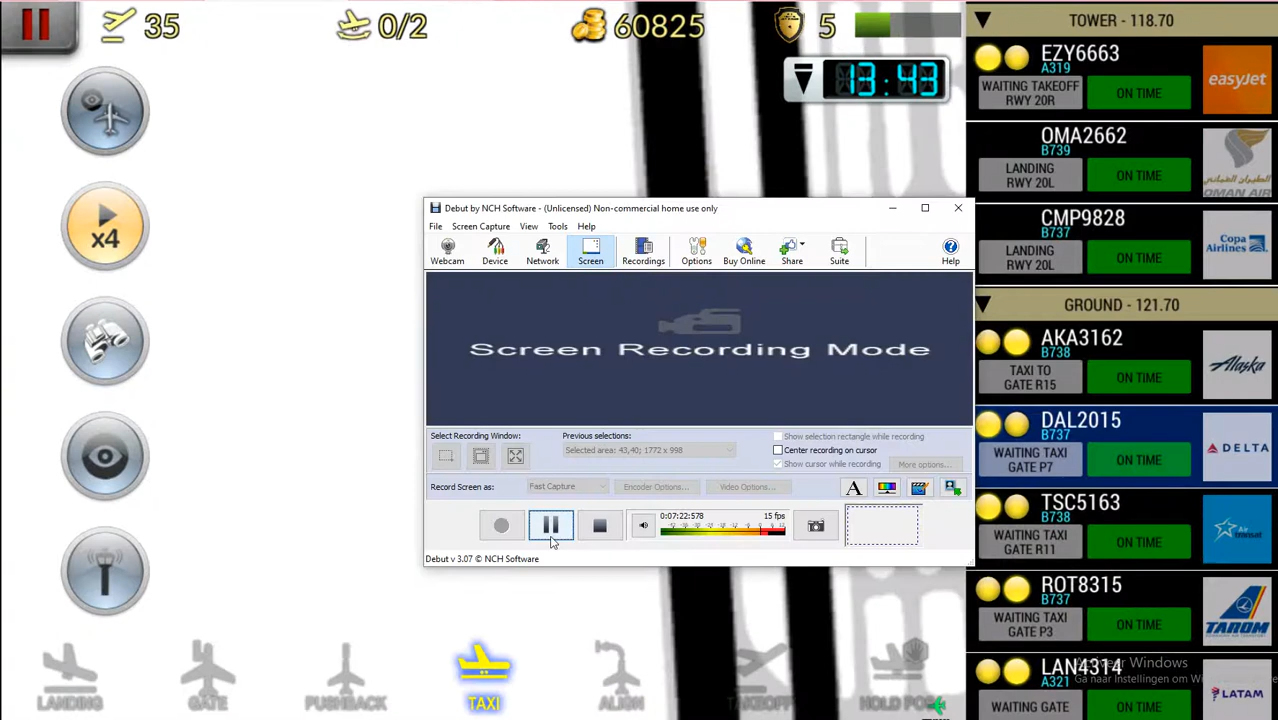 35
0/2
60825
5
13:43
x4
LANDING
GATE
PUSHBACK
TAXI
ALIGN
TAKEOFF
Debut by NCH Software - (Unlicensed) Non-commercial home use only
File Screen Capture View Tools Help
Webcam Device Network Screen Recordings Options Buy Online Share Suite Help
Screen Recording Mode
Select Recording Window:
Previous selections:
Selected area: 43,40; 1772 x 998
Show selection rectangle while recording
Center recording on cursor
Show cursor while recording
More options...
Record Screen as:
Fast Capture
Encoder Options...
Video Options...
A
0:07:22:578
15 fps
Debut v 3.07 © NCH Software
TOWER - 118.70
EZY6663
A319
WAITING TAKEOFF
RWY 20R
ON TIME
easyJet
OMA2662
B739
LANDING
RWY 20L
ON TIME
الطيران العماني
OMAN AIR
CMP9828
B737
LANDING
RWY 20L
ON TIME
Copa
Airlines
GROUND - 121.70
AKA3162
B738
TAXI TO
GATE R15
ON TIME
Alaska
DAL2015
B737
WAITING TAXI
GATE P7
ON TIME
DELTA
TSC5163
B738
WAITING TAXI
GATE R11
ON TIME
Air
transat
ROT8315
B737
WAITING TAXI
GATE P3
ON TIME
TAROM
LAN4314
A321
WAITING GATE
ON TIME
LATAM